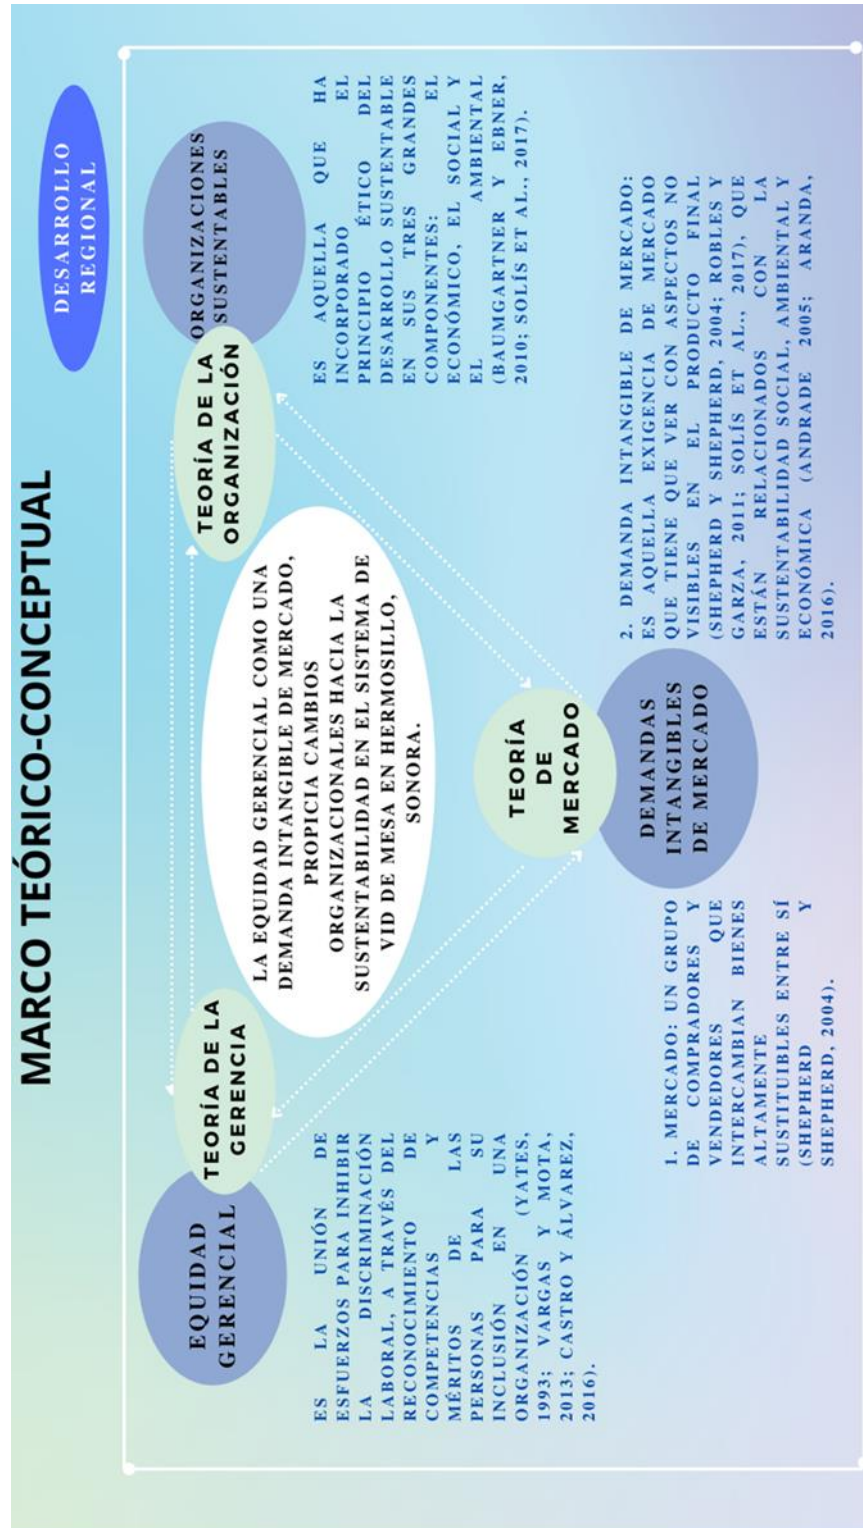 MARCO TEÓRICO-CONCEPTUAL
DESARROLLO
REGIONAL
EQUIDAD
GERENCIAL
TEORÍA DE LA
GERENCIA
ES LA UNIÓN DE
ESFUERZOS PARA INHIBIR
LA DISCRIMINACIÓN
LABORAL, A TRAVÉS DEL
RECONOCIMIENTO DE
COMPETENCIAS Y
MÉRITOS DE LAS
PERSONAS PARA SU
INCLUSIÓN EN UNA
ORGANIZACIÓN (YATES,
1993; VARGAS Y MOTA,
2013; CASTRO Y ÁLVAREZ,
2016).
LA EQUIDAD GERENCIAL COMO UNA
DEMANDA INTANGIBLE DE MERCADO,
PROPICIA CAMBIOS
ORGANIZACIONALES HACIA LA
SUSTENTABILIDAD EN EL SISTEMA DE
VID DE MESA EN HERMOSILLO,
SONORA.
TEORÍA DE LA
ORGANIZACIÓN
ORGANIZACIONES
SUSTENTABLES
ES AQUELLA QUE HA
INCORPORADO EL
PRINCIPIO ÉTICO DEL
DESARROLLO SUSTENTABLE
EN SUS TRES GRANDES
COMPONENTES: EL
ECONÓMICO, EL SOCIAL Y
EL AMBIENTAL
(BAUMGARTNER Y EBNER,
2010; SOLÍS ET AL., 2017).
TEORÍA
DE
MERCADO
DEMANDAS
INTANGIBLES
DE MERCADO
1. MERCADO: UN GRUPO
DE COMPRADORES Y
VENDEDORES QUE
INTERCAMBIAN BIENES
ALTAMENTE
SUSTITUIBLES ENTRE SÍ
(SHEPHERD Y
SHEPHERD, 2004).
2. DEMANDA INTANGIBLE DE MERCADO:
ES AQUELLA EXIGENCIA DE MERCADO
QUE TIENE QUE VER CON ASPECTOS NO
VISIBLES EN EL PRODUCTO FINAL
(SHEPHERD Y SHEPHERD, 2004; ROBLES Y
GARZA, 2011; SOLÍS ET AL., 2017), QUE
ESTÁN RELACIONADOS CON LA
SUSTENTABILIDAD SOCIAL, AMBIENTAL Y
ECONÓMICA (ANDRADE 2005; ARANDA,
2016).